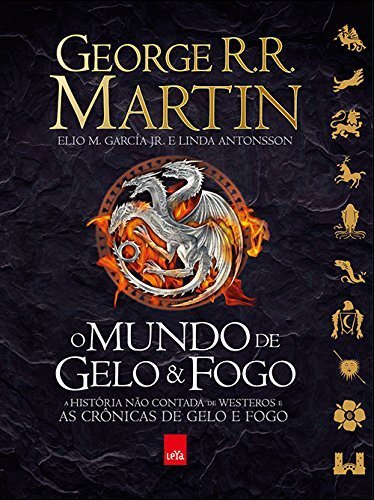 GEORGE R.R.
MARTIN
ELIO M. GARCÍA JR. E LINDA ANTONSSON
O MUNDO DE
GELO & FOGO
A HISTÓRIA NÃO CONTADA DE WESTEROS E
AS CRÔNICAS DE GELO E FOGO
LeYa